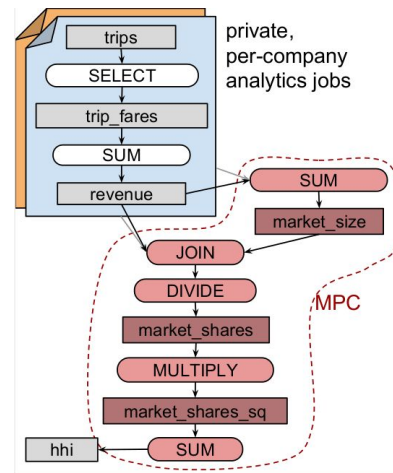 trips
private,
per-company
analytics jobs
SELECT
trip_fares
SUM
revenue
SUM
market_size
JOIN
DIVIDE
MPC
market_shares
MULTIPLY
market_shares_sq
hhi
SUM